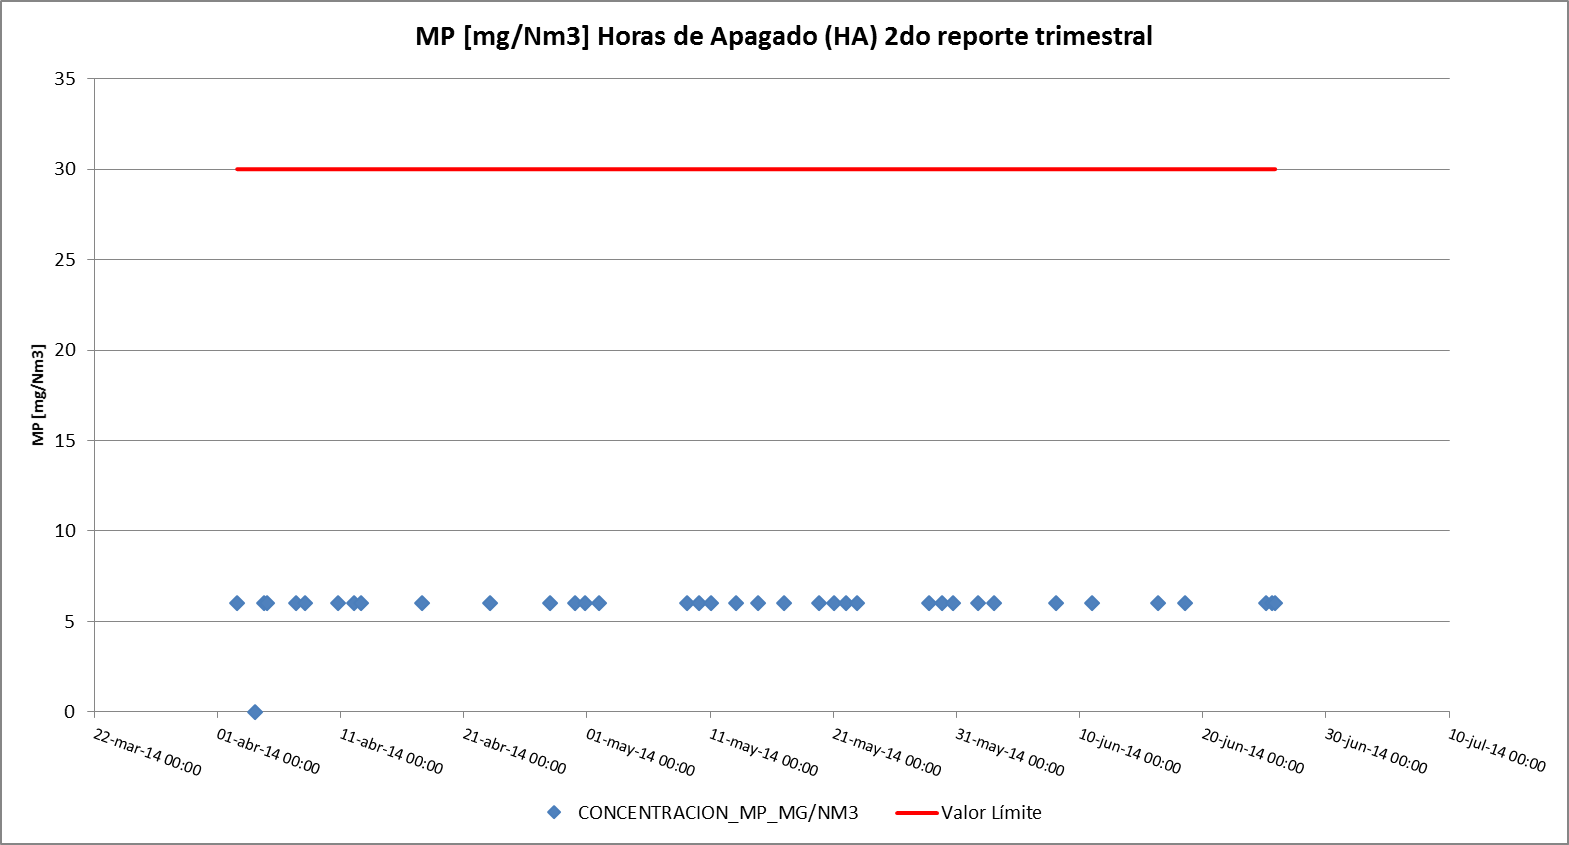 MP [mg/Nm3] Horas de Apagado (HA) 2do reporte trimestral
35
30
25
20
15
10
5
0
MP [mg/Nm3]
22-mar-14 00:00
01-abr-14 00:00
11-abr-14 00:00
21-abr-14 00:00
01-may-14 00:00
11-may-14 00:00
21-may-14 00:00
31-may-14 00:00
10-jun-14 00:00
20-jun-14 00:00
30-jun-14 00:00
10-jul-14 00:00
CONCENTRACION_MP_MG/NM3
Valor Límite